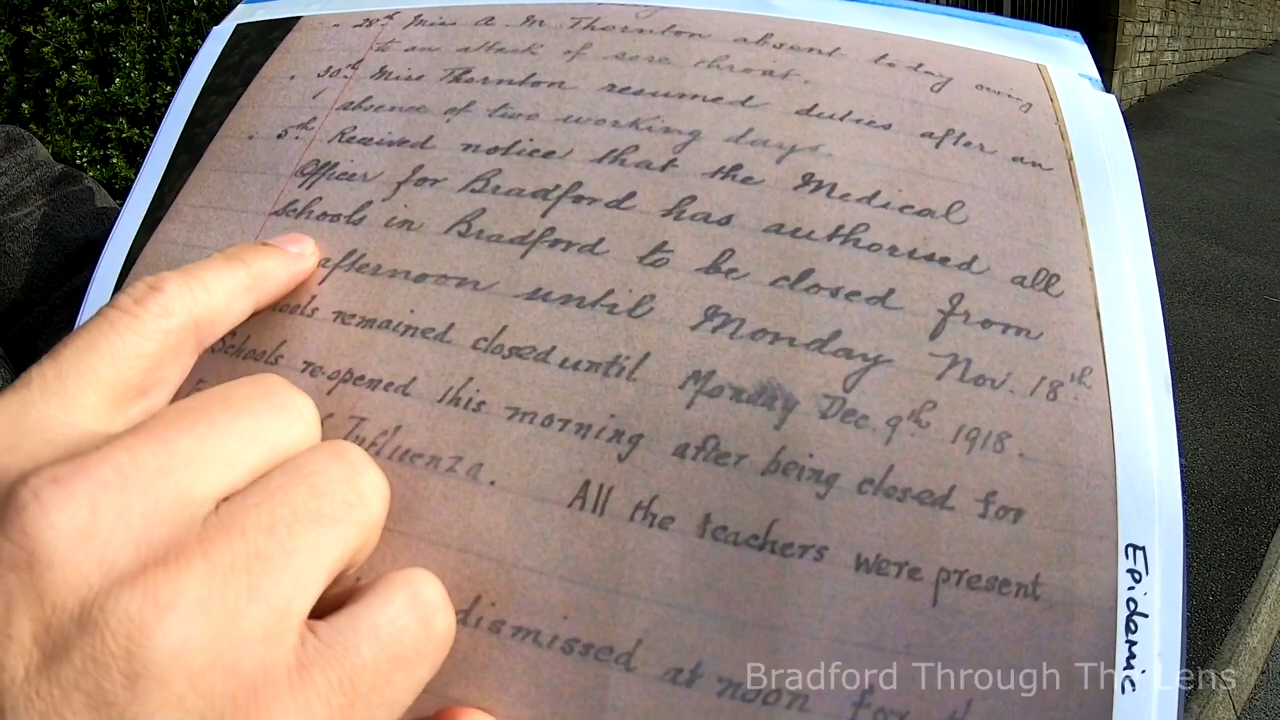 " 28th Miss A. M. Thornton absent today owing
to an attack of sore throat.
" 30th Miss Thornton resumed duties after an
absence of two working days.
" 5th Received notice that the Medical
Officer for Bradford has authorised all
schools in Bradford to be closed from
afternoon until Monday Nov. 18th
remained closed until Monday Dec. 9th 1918.
Schools re-opened this morning after being closed for
Influenza. All the teachers were present
dismissed at noon for
Epidemic
Bradford Through The Lens